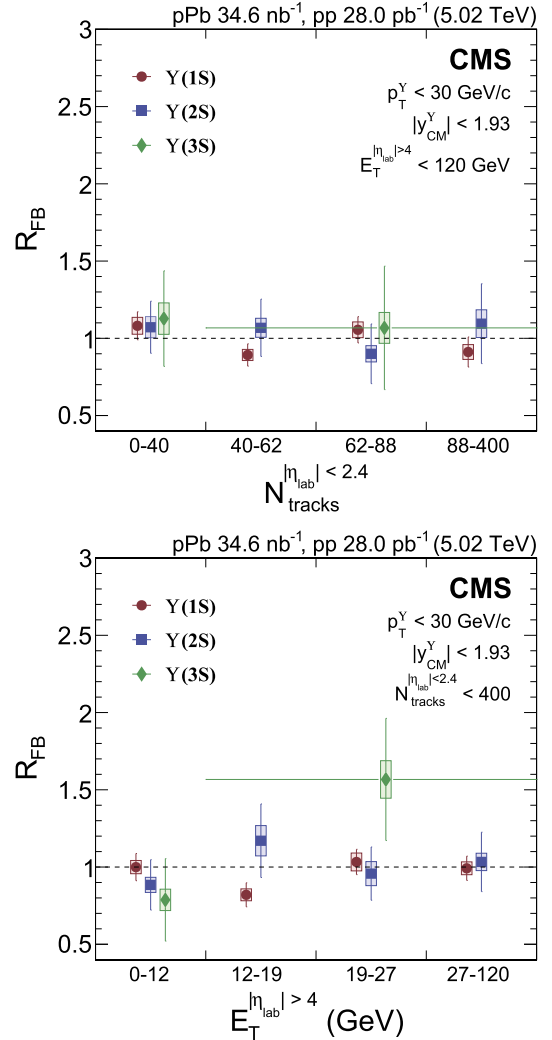 pPb 34.6 nb⁻¹, pp 28.0 pb⁻¹ (5.02 TeV)
3
2.5
2
1.5
1
0.5
R_FB
ϒ(1S)
ϒ(2S)
ϒ(3S)
CMS
p_T^ϒ < 30 GeV/c
|y_CM^ϒ| < 1.93
E_T^|η_lab|>4 < 120 GeV
0-40 40-62 62-88 88-400
N_tracks^|η_lab| < 2.4
pPb 34.6 nb⁻¹, pp 28.0 pb⁻¹ (5.02 TeV)
3
2.5
2
1.5
1
0.5
R_FB
ϒ(1S)
ϒ(2S)
ϒ(3S)
CMS
p_T^ϒ < 30 GeV/c
|y_CM^ϒ| < 1.93
N_tracks^|η_lab|<2.4 < 400
0-12 12-19 19-27 27-120
E_T^|η_lab| > 4 (GeV)